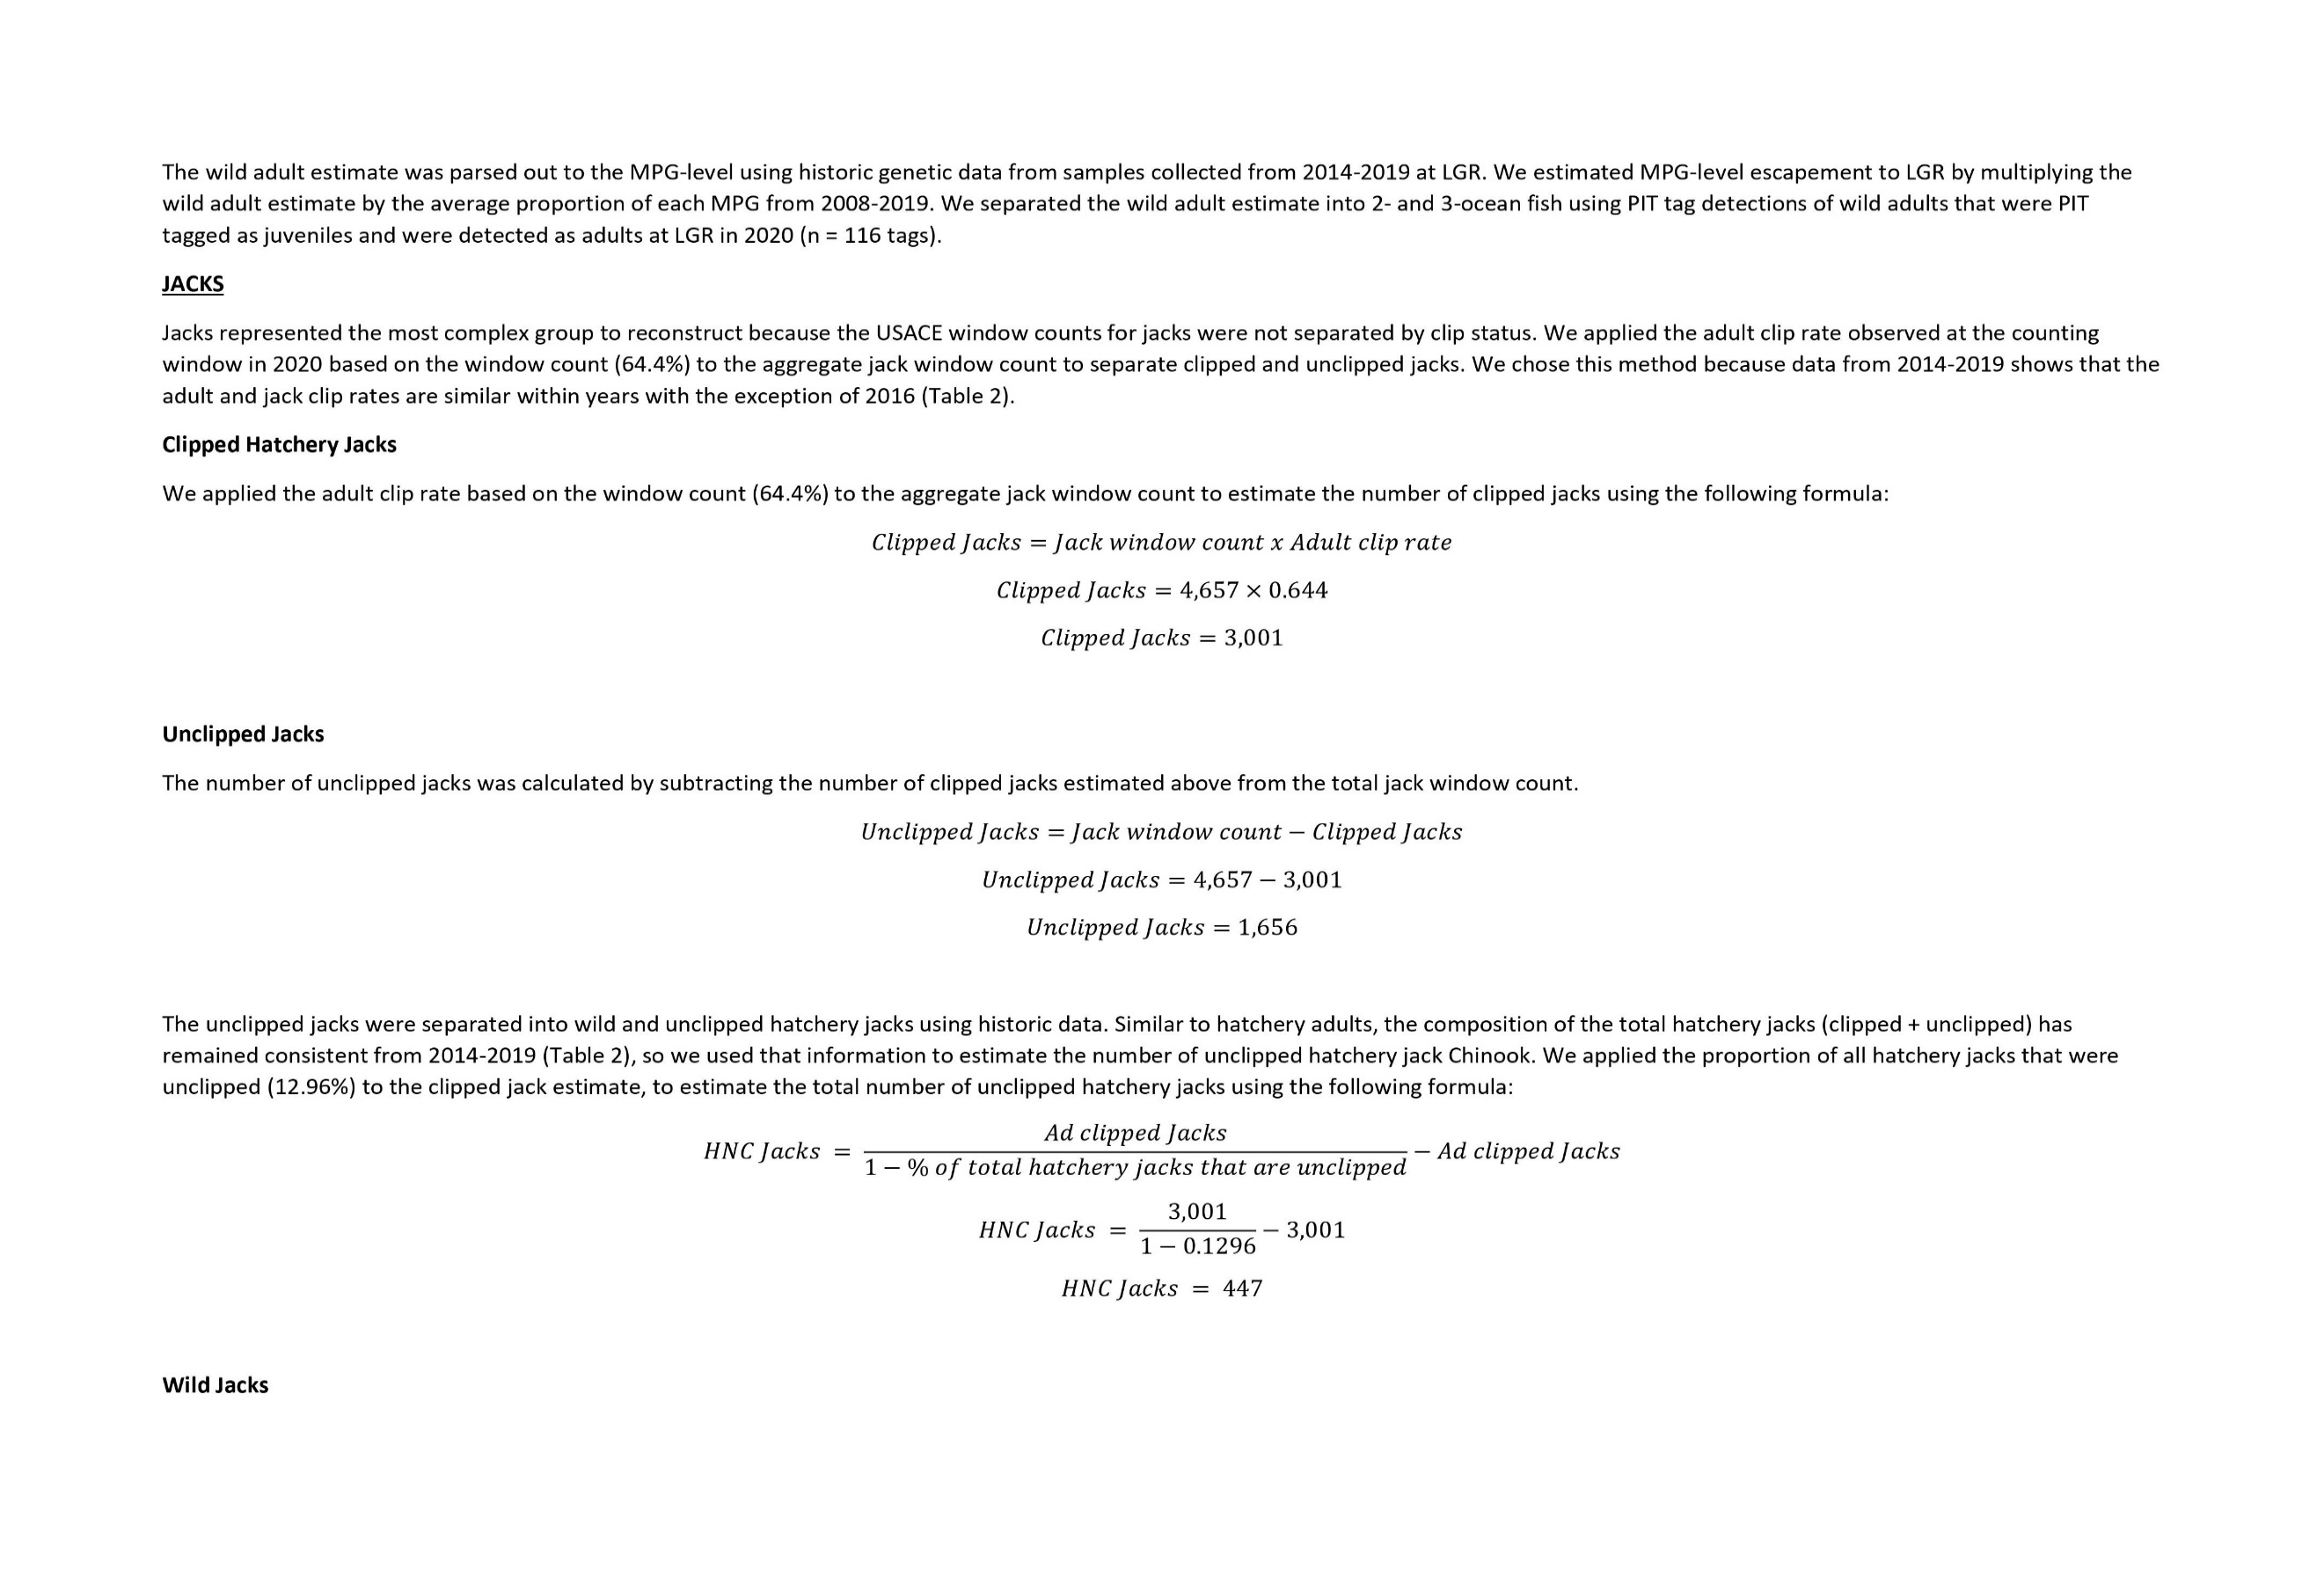 The wild adult estimate was parsed out to the MPG-level using historic genetic data from samples collected from 2014-2019 at LGR. We estimated MPG-level escapement to LGR by multiplying the
wild adult estimate by the average proportion of each MPG from 2008-2019. We separated the wild adult estimate into 2- and 3-ocean fish using PIT tag detections of wild adults that were PIT
tagged as juveniles and were detected as adults at LGR in 2020 (n = 116 tags).
JACKS
Jacks represented the most complex group to reconstruct because the USACE window counts for jacks were not separated by clip status. We applied the adult clip rate observed at the counting
window in 2020 based on the window count (64.4%) to the aggregate jack window count to separate clipped and unclipped jacks. We chose this method because data from 2014-2019 shows that the
adult and jack clip rates are similar within years with the exception of 2016 (Table 2).
Clipped Hatchery Jacks
We applied the adult clip rate based on the window count (64.4%) to the aggregate jack window count to estimate the number of clipped jacks using the following formula:
Clipped Jacks = Jack window count x Adult clip rate
Clipped Jacks = 4,657 × 0.644
Clipped Jacks = 3,001
Unclipped Jacks
The number of unclipped jacks was calculated by subtracting the number of clipped jacks estimated above from the total jack window count.
Unclipped Jacks = Jack window count − Clipped Jacks
Unclipped Jacks = 4,657 − 3,001
Unclipped Jacks = 1,656
The unclipped jacks were separated into wild and unclipped hatchery jacks using historic data. Similar to hatchery adults, the composition of the total hatchery jacks (clipped + unclipped) has
remained consistent from 2014-2019 (Table 2), so we used that information to estimate the number of unclipped hatchery jack Chinook. We applied the proportion of all hatchery jacks that were
unclipped (12.96%) to the clipped jack estimate, to estimate the total number of unclipped hatchery jacks using the following formula:
Ad clipped Jacks
HNC Jacks = − Ad clipped Jacks
1 − % of total hatchery jacks that are unclipped
3,001
HNC Jacks = − 3,001
1 − 0.1296
HNC Jacks = 447
Wild Jacks